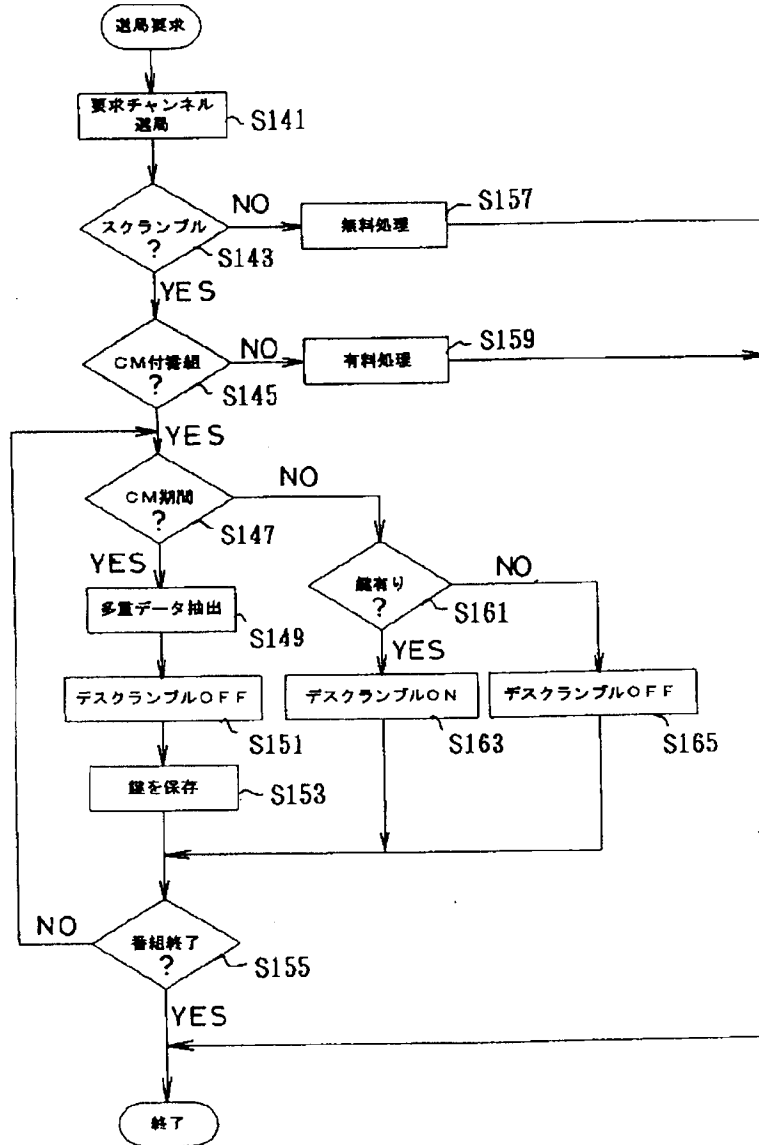 選局要求
要求チャンネル
選局
S141
スクランブル
?
S143
NO
無料処理
S157
YES
CM付番組
?
S145
NO
有料処理
S159
YES
CM期間
?
S147
NO
YES
鍵有り
?
S161
NO
YES
多重データ抽出
S149
デスクランブルOFF
S151
デスクランブルON
S163
デスクランブルOFF
S165
鍵を保存
S153
番組終了
?
S155
NO
YES
終了